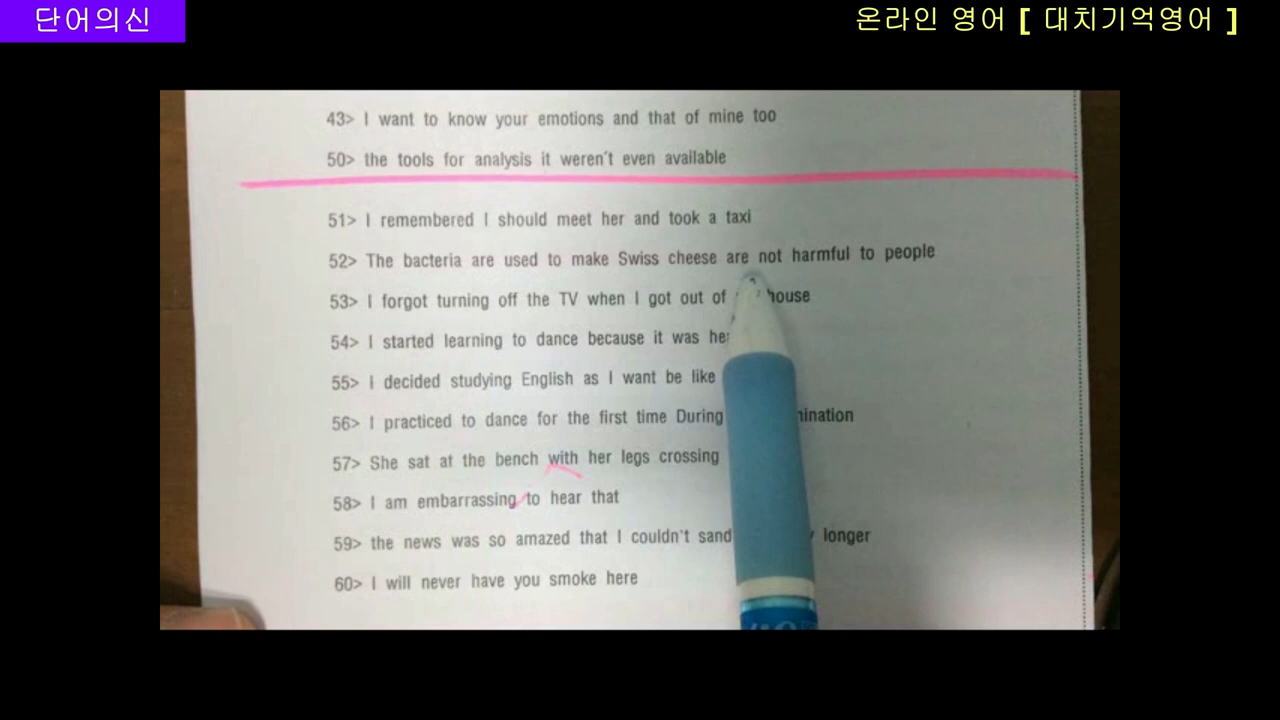 단어의신
온라인 영어 [ 대치기억영어 ]
43> I want to know your emotions and that of mine too
50> the tools for analysis it weren't even available
51> I remembered I should meet her and took a taxi
52> The bacteria are used to make Swiss cheese are not harmful to people
53> I forgot turning off the TV when I got out of house
54> I started learning to dance because it was
55> I decided studying English as I want be like
56> I practiced to dance for the first time During
57> She sat at the bench with her legs crossing
58> I am embarrassing to hear that
59> the news was so amazed that I couldn't sand longer
60> I will never have you smoke here